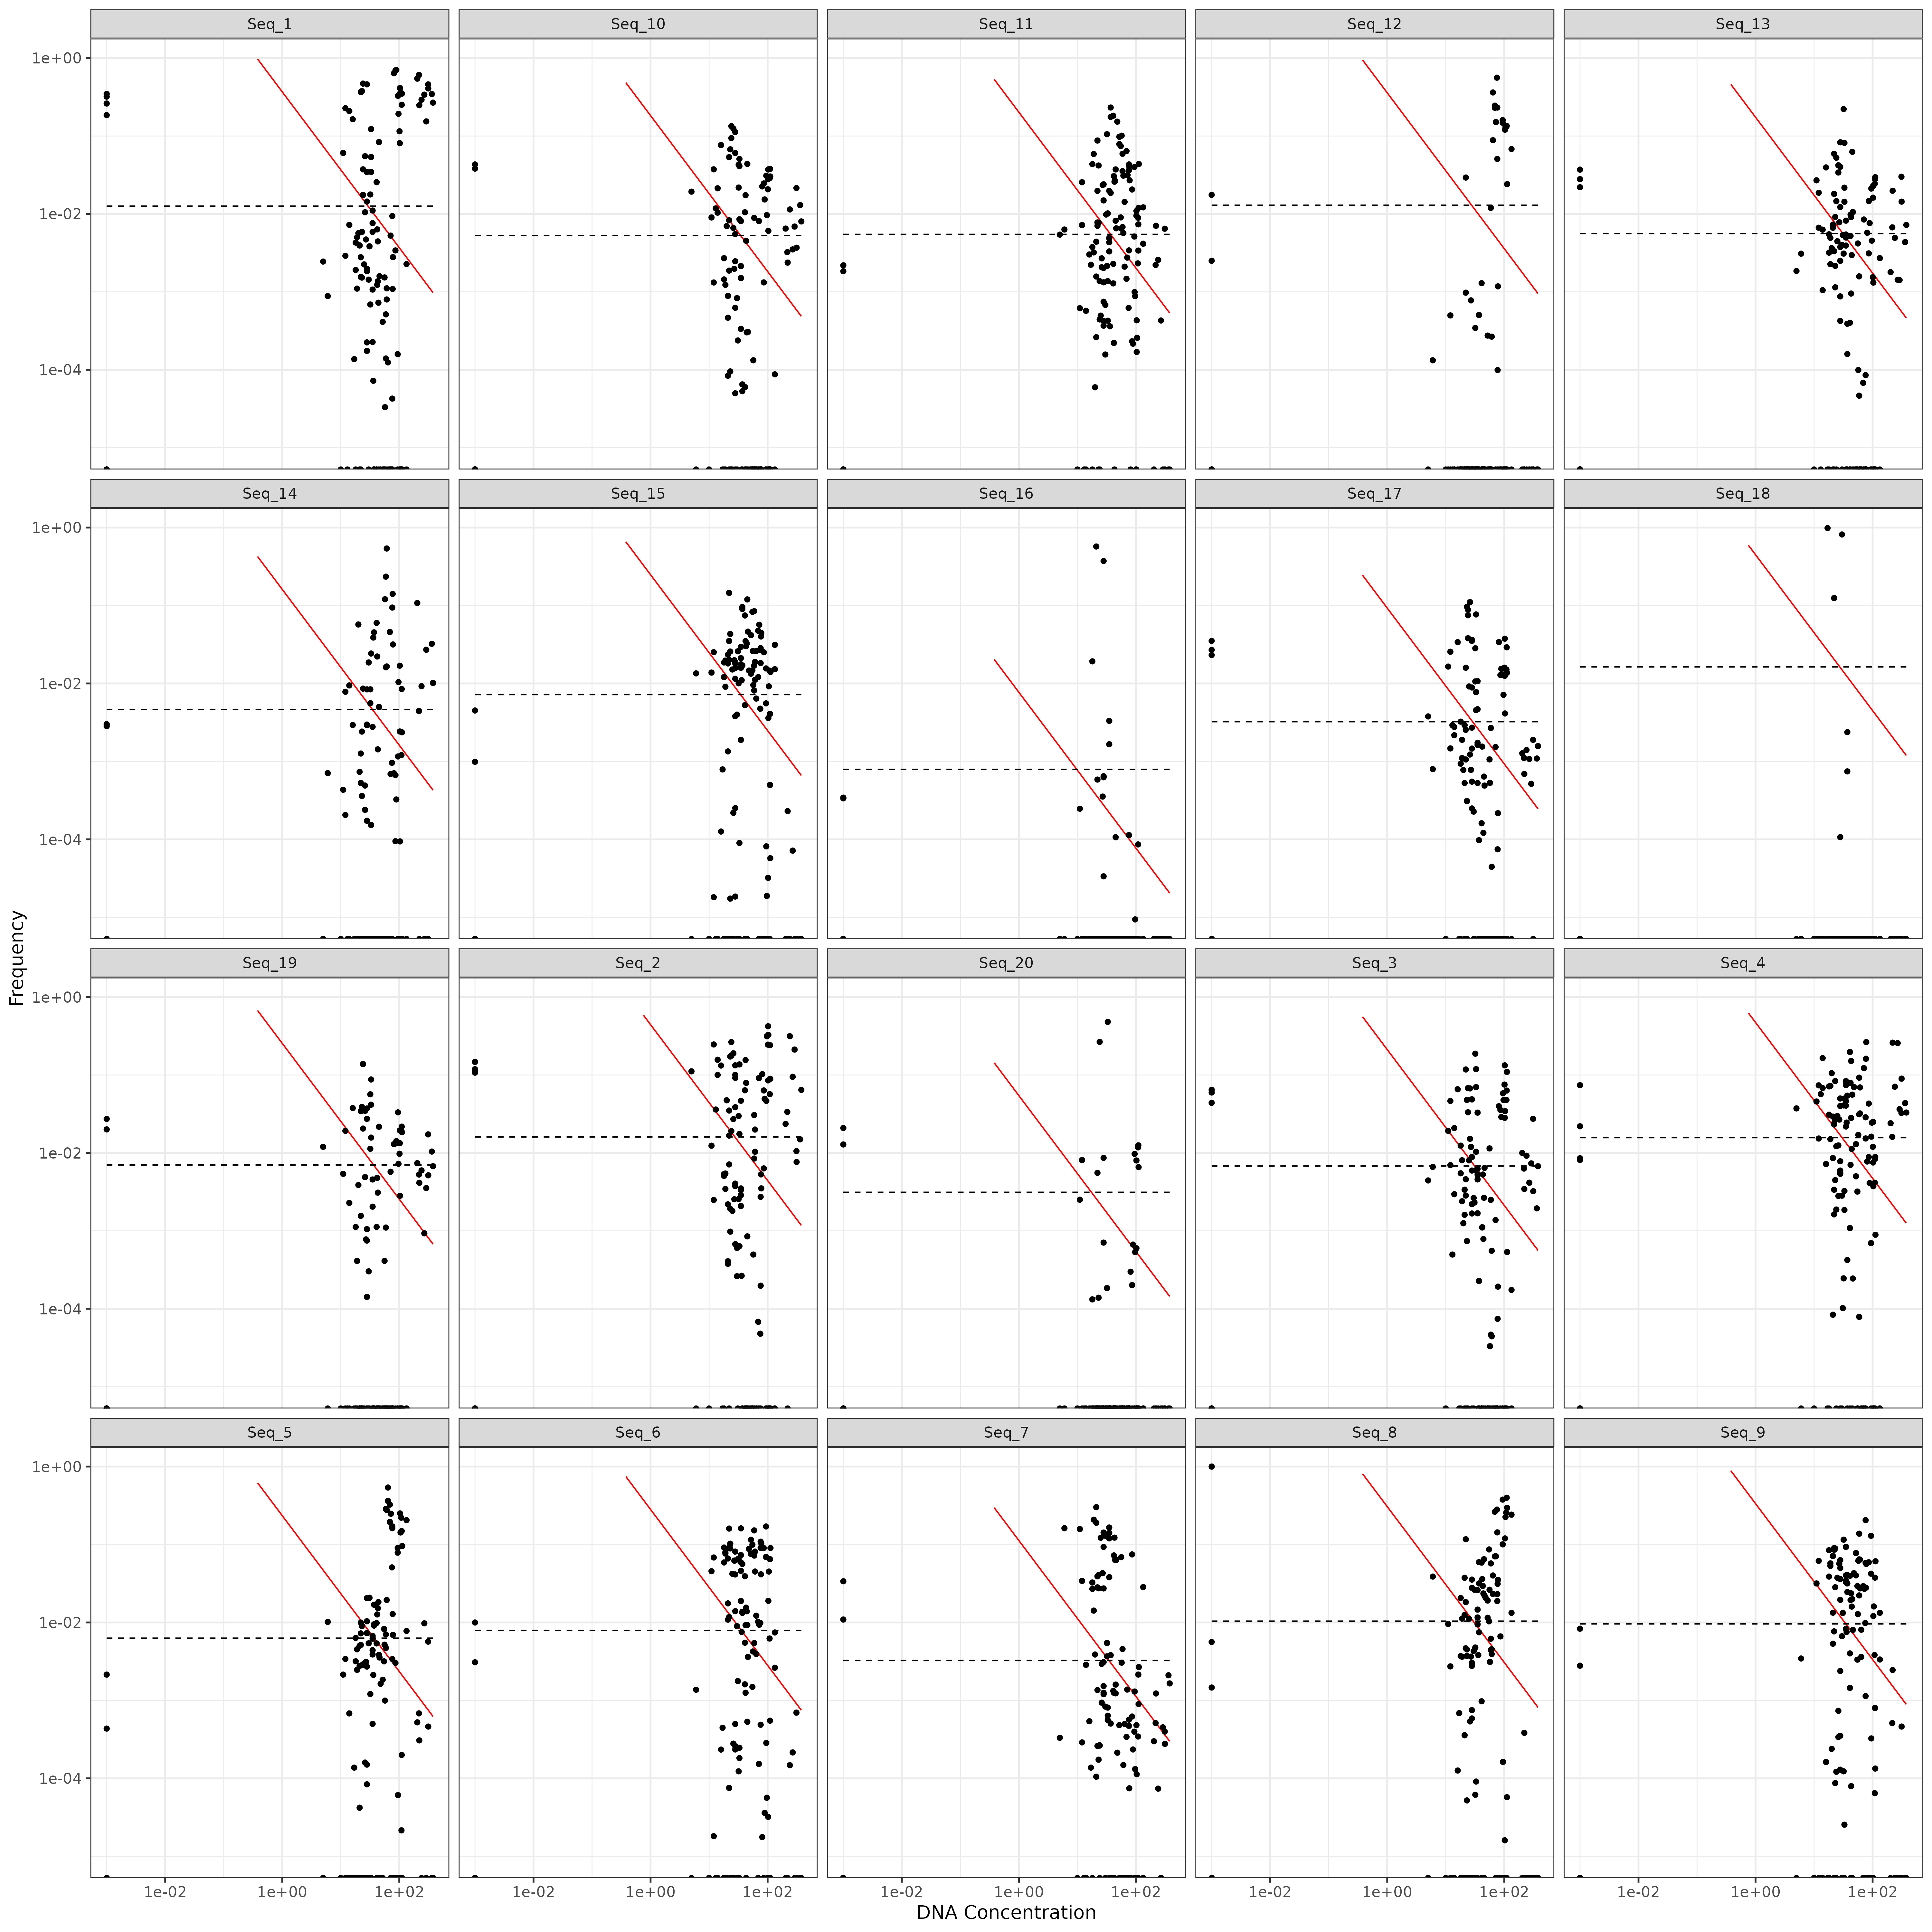 Seq_1 Seq_10 Seq_11 Seq_12 Seq_13
1e+00
1e-02
1e-04
Seq_14 Seq_15 Seq_16 Seq_17 Seq_18
1e+00
1e-02
1e-04
Frequency
Seq_19 Seq_2 Seq_20 Seq_3 Seq_4
1e+00
1e-02
1e-04
Seq_5 Seq_6 Seq_7 Seq_8 Seq_9
1e+00
1e-02
1e-04
1e-02 1e+00 1e+02 1e-02 1e+00 1e+02 1e-02 1e+00 1e+02 1e-02 1e+00 1e+02 1e-02 1e+00 1e+02
DNA Concentration